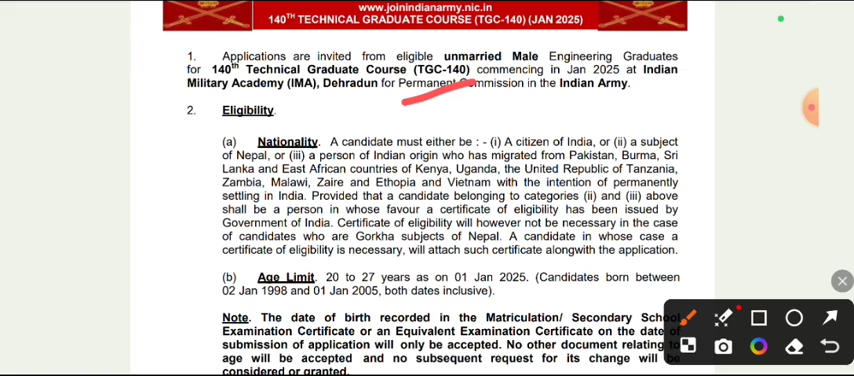 www.joinindianarmy.nic.in
140TH TECHNICAL GRADUATE COURSE (TGC-140) (JAN 2025)
1. Applications are invited from eligible unmarried Male Engineering Graduates
for 140th Technical Graduate Course (TGC-140) commencing in Jan 2025 at Indian
Military Academy (IMA), Dehradun for Permanent Commission in the Indian Army.
2. Eligibility.
(a) Nationality. A candidate must either be : - (i) A citizen of India, or (ii) a subject
of Nepal, or (iii) a person of Indian origin who has migrated from Pakistan, Burma, Sri
Lanka and East African countries of Kenya, Uganda, the United Republic of Tanzania,
Zambia, Malawi, Zaire and Ethopia and Vietnam with the intention of permanently
settling in India. Provided that a candidate belonging to categories (ii) and (iii) above
shall be a person in whose favour a certificate of eligibility has been issued by
Government of India. Certificate of eligibility will however not be necessary in the case
of candidates who are Gorkha subjects of Nepal. A candidate in whose case a
certificate of eligibility is necessary, will attach such certificate alongwith the application.
(b) Age Limit. 20 to 27 years as on 01 Jan 2025. (Candidates born between
02 Jan 1998 and 01 Jan 2005, both dates inclusive).
Note. The date of birth recorded in the Matriculation/ Secondary School
Examination Certificate or an Equivalent Examination Certificate on the date of
submission of application will only be accepted. No other document relating to
age will be accepted and no subsequent request for its change will be
considered or granted.